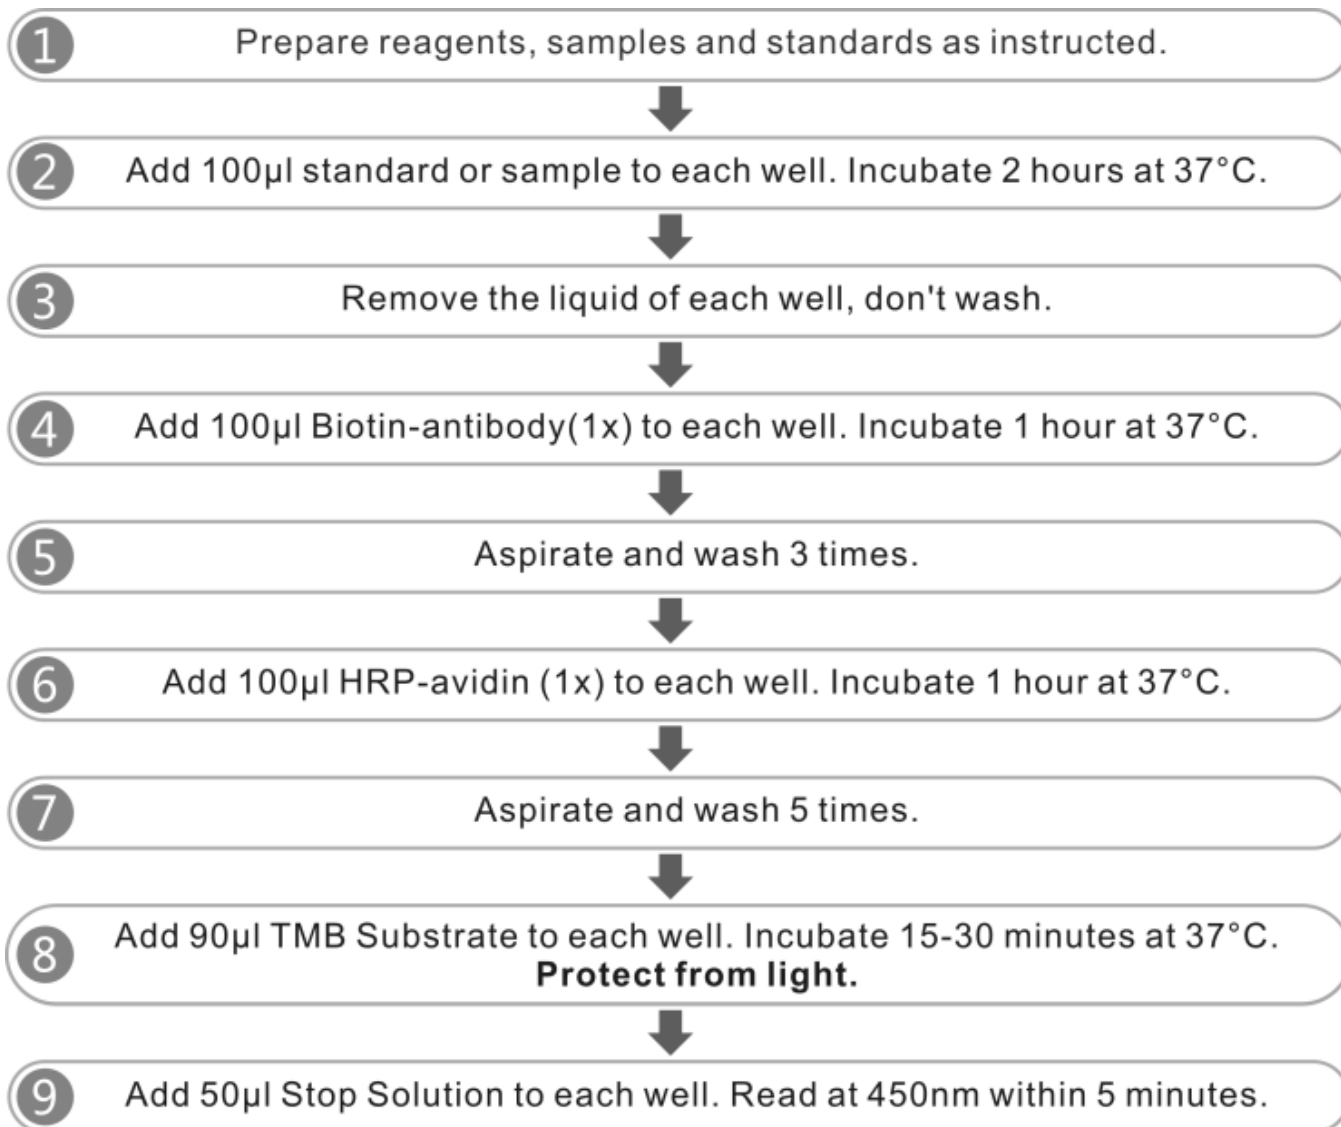 1 Prepare reagents, samples and standards as instructed.
2 Add 100µl standard or sample to each well. Incubate 2 hours at 37°C.
3 Remove the liquid of each well, don't wash.
4 Add 100µl Biotin-antibody(1x) to each well. Incubate 1 hour at 37°C.
5 Aspirate and wash 3 times.
6 Add 100µl HRP-avidin (1x) to each well. Incubate 1 hour at 37°C.
7 Aspirate and wash 5 times.
8 Add 90µl TMB Substrate to each well. Incubate 15-30 minutes at 37°C.
Protect from light.
9 Add 50µl Stop Solution to each well. Read at 450nm within 5 minutes.